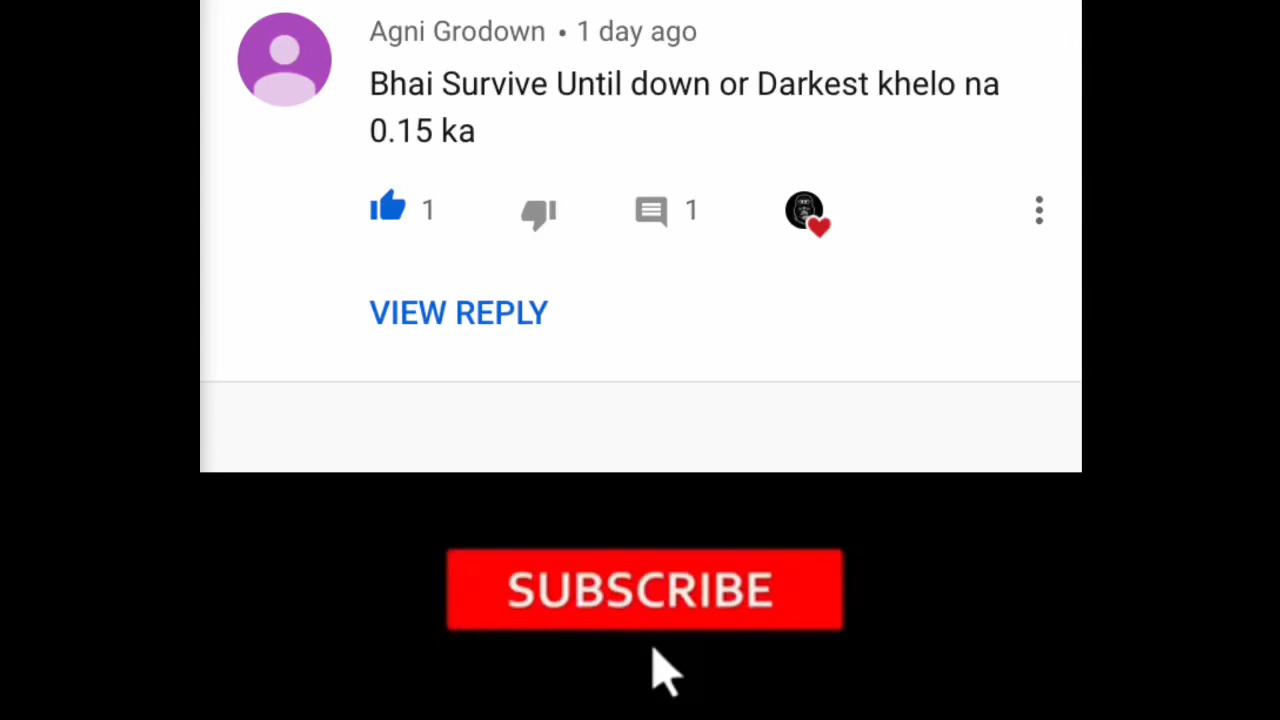 Agni Grodown • 1 day ago
Bhai Survive Until down or Darkest khelo na
0.15 ka
1
1
VIEW REPLY
SUBSCRIBE